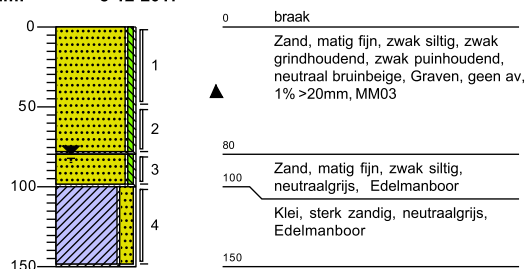 0
50
100
150
1
2
3
4
0 braak
Zand, matig fijn, zwak siltig, zwak
grindhoudend, zwak puinhoudend,
neutraal bruinbeige, Graven, geen av,
1% >20mm, MM03
80
Zand, matig fijn, zwak siltig,
100
neutraalgrijs, Edelmanboor
Klei, sterk zandig, neutraalgrijs,
Edelmanboor
150